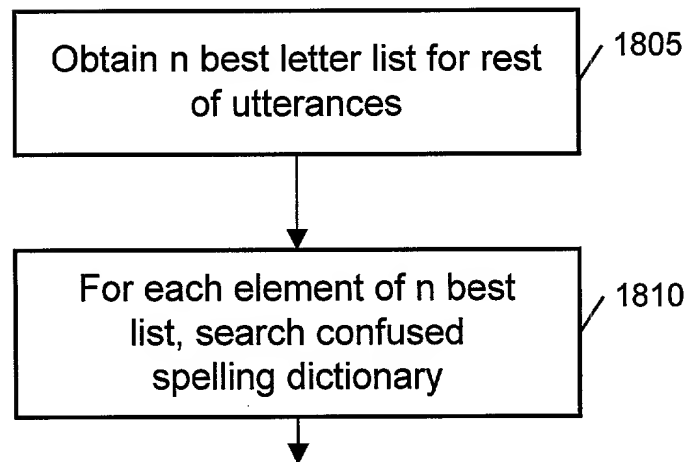 Obtain n best letter list for rest
of utterances
1805
For each element of n best
list, search confused
spelling dictionary
1810